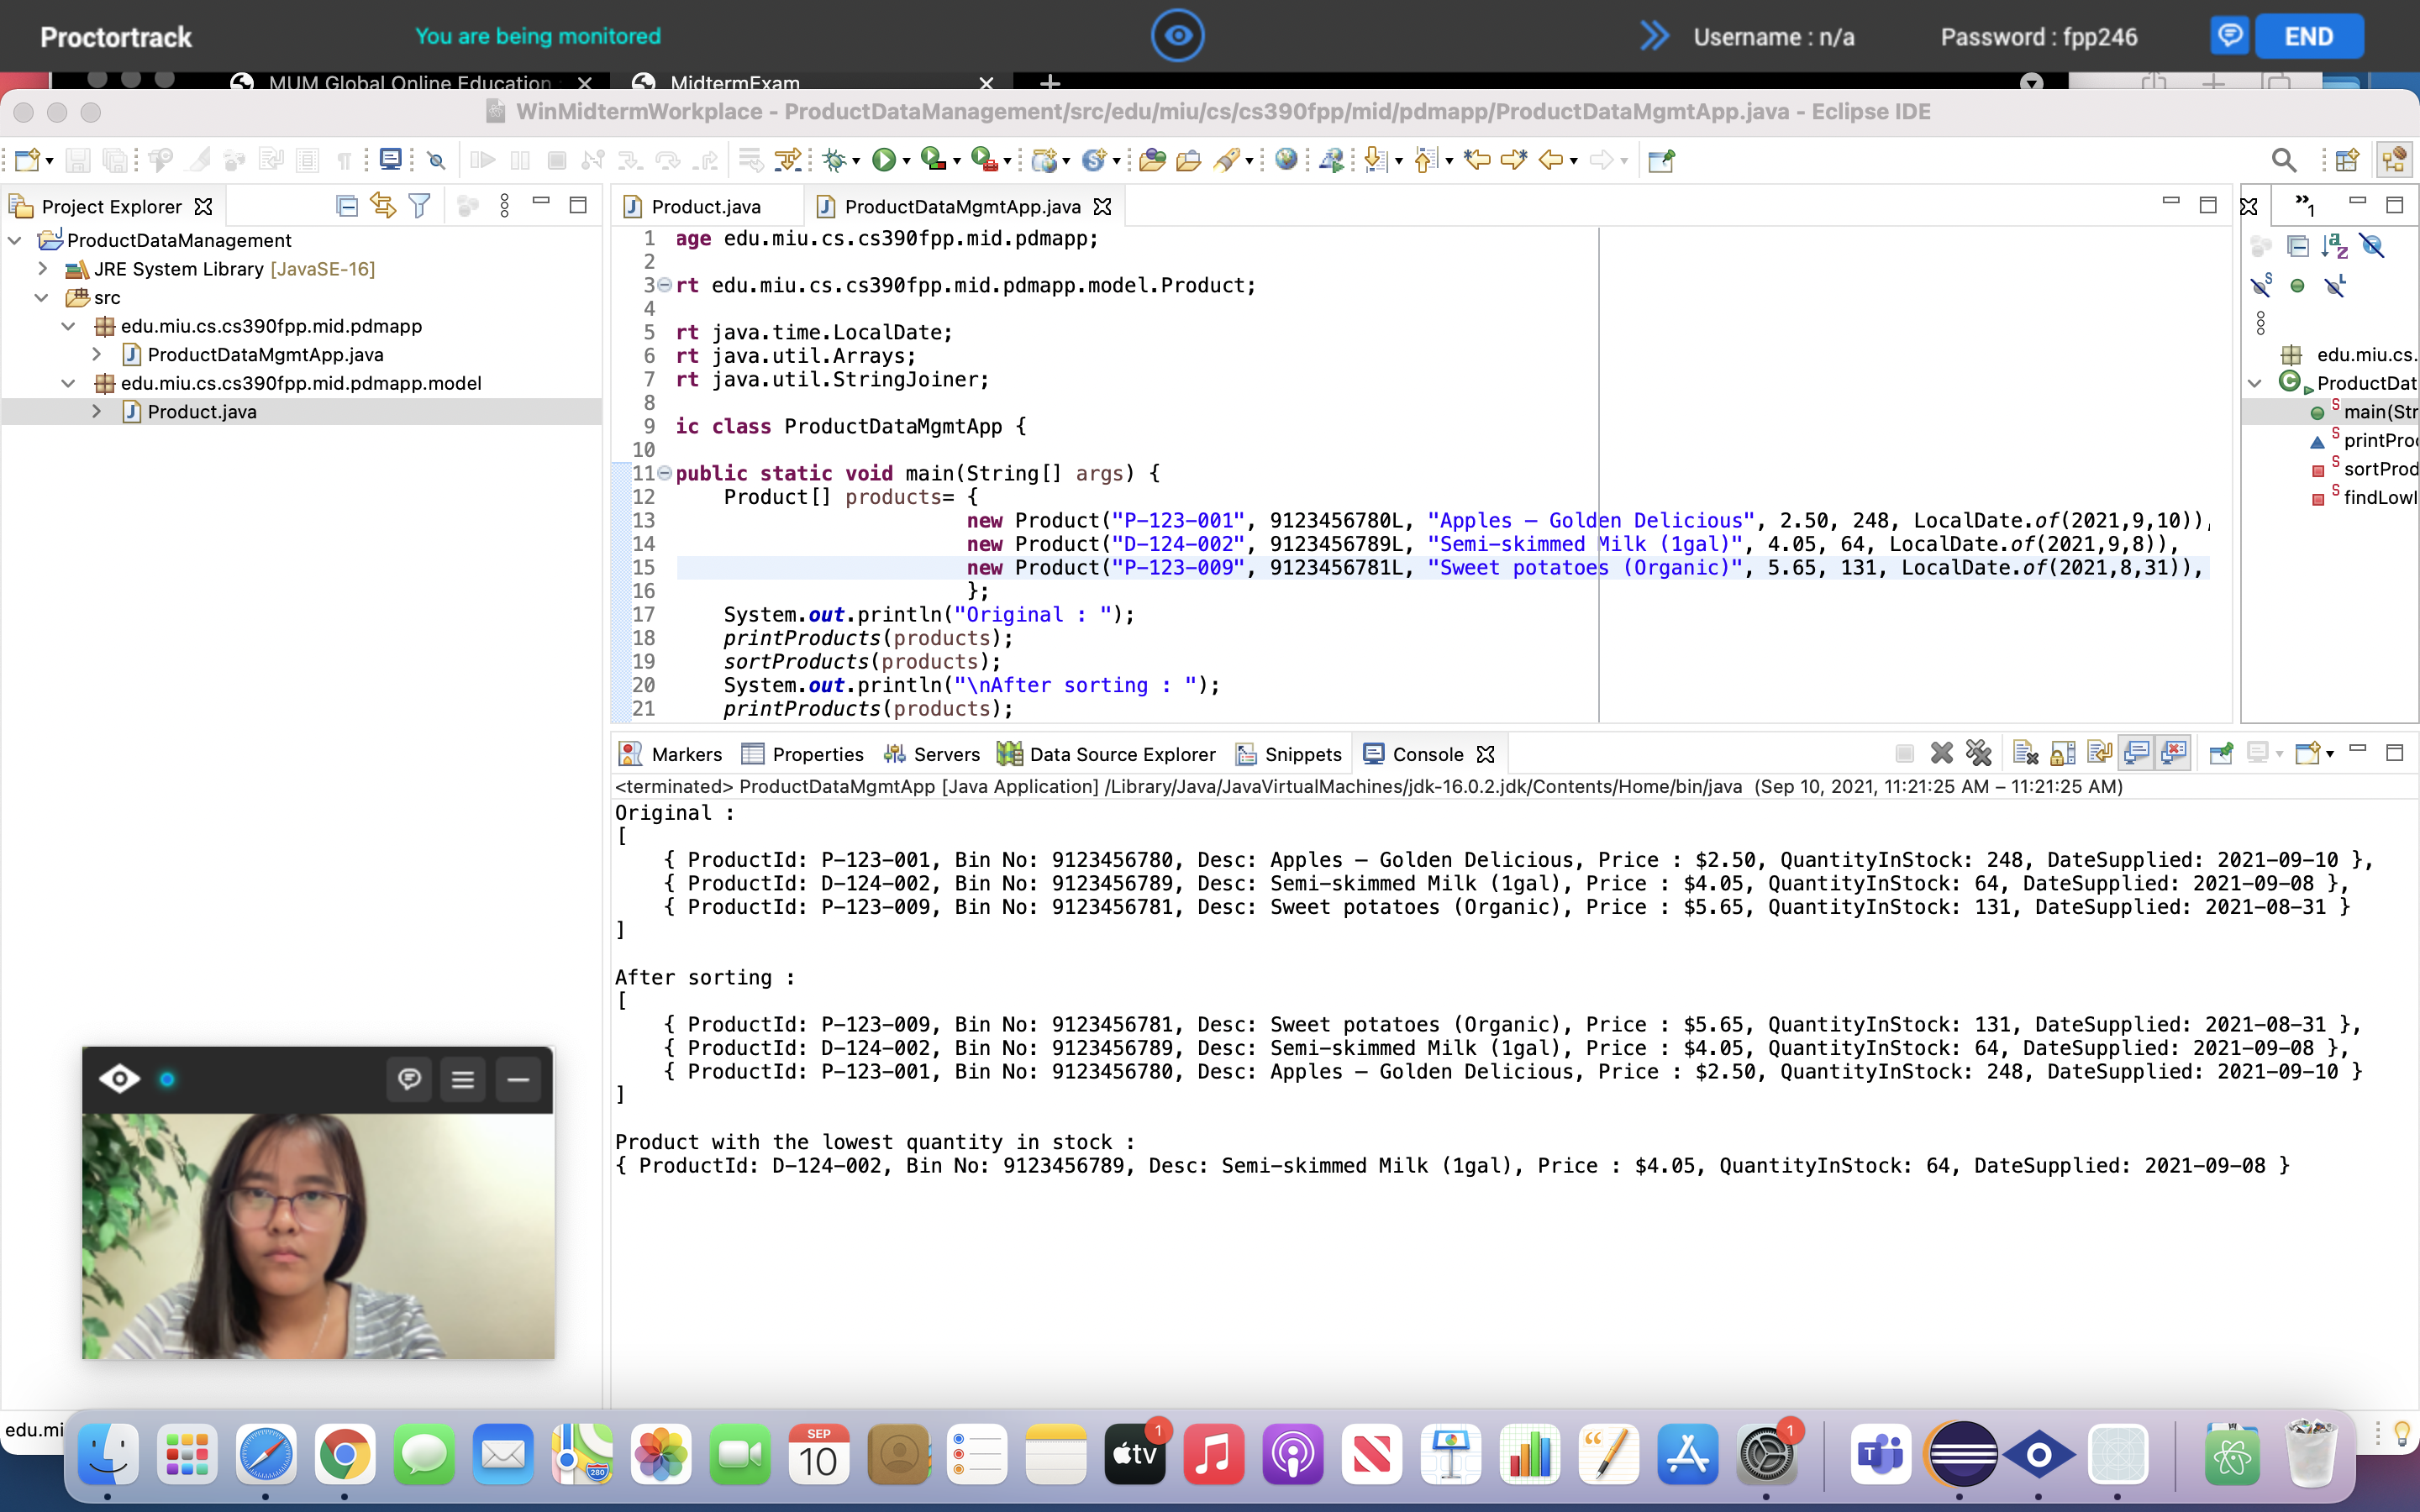 Proctortrack You are being monitored Username : n/a Password : fpp246 END
MUM Global Online Education MidtermExam
WinMidtermWorkplace - ProductDataManagement/src/edu/miu/cs/cs390fpp/mid/pdmapp/ProductDataMgmtApp.java - Eclipse IDE
Project Explorer
ProductDataManagement
JRE System Library [JavaSE-16]
src
edu.miu.cs.cs390fpp.mid.pdmapp
ProductDataMgmtApp.java
edu.miu.cs.cs390fpp.mid.pdmapp.model
Product.java
Product.java ProductDataMgmtApp.java
1 age edu.miu.cs.cs390fpp.mid.pdmapp;
2
3 rt edu.miu.cs.cs390fpp.mid.pdmapp.model.Product;
4
5 rt java.time.LocalDate;
6 rt java.util.Arrays;
7 rt java.util.StringJoiner;
8
9 ic class ProductDataMgmtApp {
10
11 public static void main(String[] args) {
12 Product[] products= {
13 new Product("P-123-001", 9123456780L, "Apples – Golden Delicious", 2.50, 248, LocalDate.of(2021,9,10)),
14 new Product("D-124-002", 9123456789L, "Semi-skimmed Milk (1gal)", 4.05, 64, LocalDate.of(2021,9,8)),
15 new Product("P-123-009", 9123456781L, "Sweet potatoes (Organic)", 5.65, 131, LocalDate.of(2021,8,31)),
16 };
17 System.out.println("Original : ");
18 printProducts(products);
19 sortProducts(products);
20 System.out.println("\nAfter sorting : ");
21 printProducts(products);
»1
edu.miu.cs.
ProductDat
main(Str
printProd
sortProd
findLowI
Markers Properties Servers Data Source Explorer Snippets Console
<terminated> ProductDataMgmtApp [Java Application] /Library/Java/JavaVirtualMachines/jdk-16.0.2.jdk/Contents/Home/bin/java (Sep 10, 2021, 11:21:25 AM – 11:21:25 AM)
Original :
[
{ ProductId: P-123-001, Bin No: 9123456780, Desc: Apples – Golden Delicious, Price : $2.50, QuantityInStock: 248, DateSupplied: 2021-09-10 },
{ ProductId: D-124-002, Bin No: 9123456789, Desc: Semi-skimmed Milk (1gal), Price : $4.05, QuantityInStock: 64, DateSupplied: 2021-09-08 },
{ ProductId: P-123-009, Bin No: 9123456781, Desc: Sweet potatoes (Organic), Price : $5.65, QuantityInStock: 131, DateSupplied: 2021-08-31 }
]
After sorting :
[
{ ProductId: P-123-009, Bin No: 9123456781, Desc: Sweet potatoes (Organic), Price : $5.65, QuantityInStock: 131, DateSupplied: 2021-08-31 },
{ ProductId: D-124-002, Bin No: 9123456789, Desc: Semi-skimmed Milk (1gal), Price : $4.05, QuantityInStock: 64, DateSupplied: 2021-09-08 },
{ ProductId: P-123-001, Bin No: 9123456780, Desc: Apples – Golden Delicious, Price : $2.50, QuantityInStock: 248, DateSupplied: 2021-09-10 }
]
Product with the lowest quantity in stock :
{ ProductId: D-124-002, Bin No: 9123456789, Desc: Semi-skimmed Milk (1gal), Price : $4.05, QuantityInStock: 64, DateSupplied: 2021-09-08 }
edu.mi
SEP
10
tv
1
1
280
T